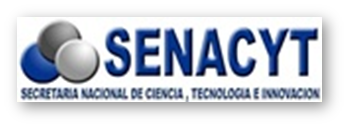 SENACYT
SECRETARIA NACIONAL DE CIENCIA , TECNOLOGIA E INNOVACION